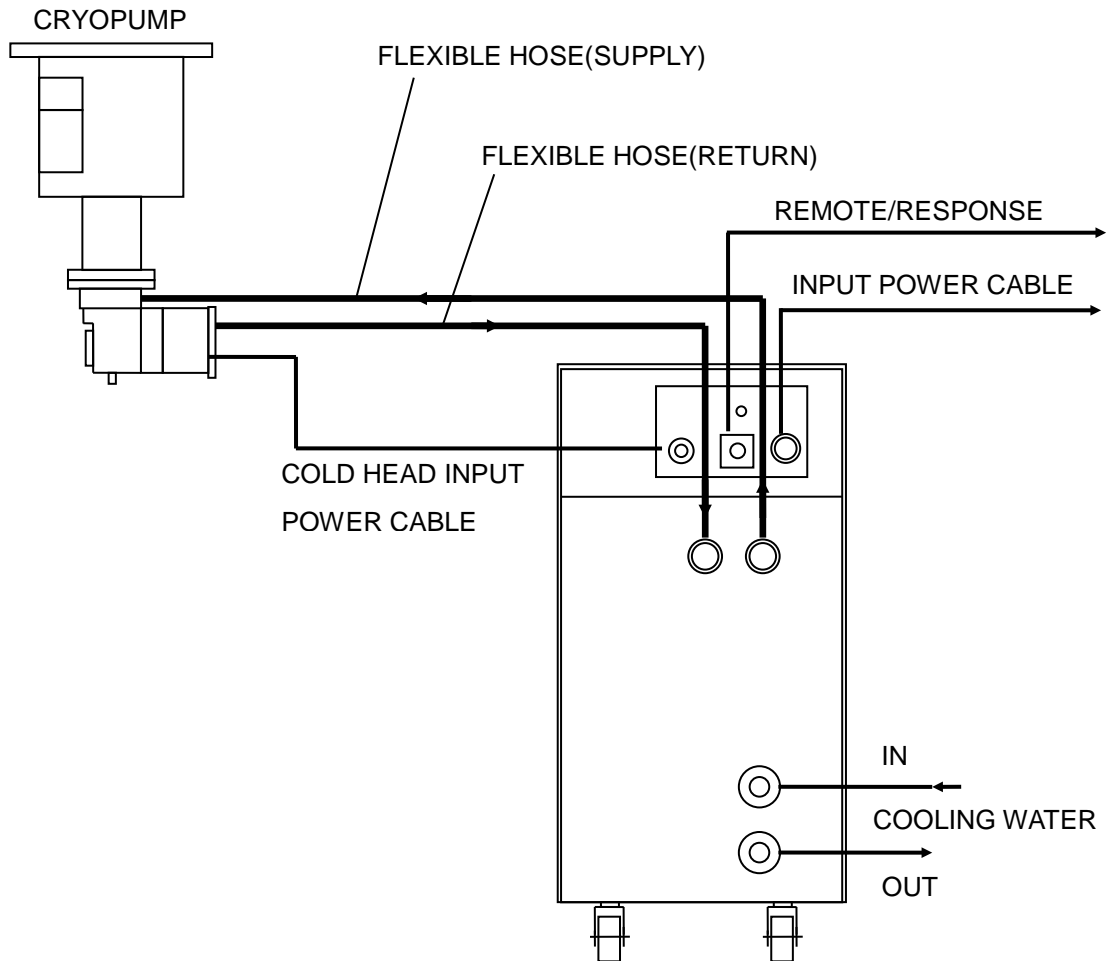 CRYOPUMP
FLEXIBLE HOSE(SUPPLY)
FLEXIBLE HOSE(RETURN)
REMOTE/RESPONSE
INPUT POWER CABLE
COLD HEAD INPUT
POWER CABLE
IN
COOLING WATER
OUT